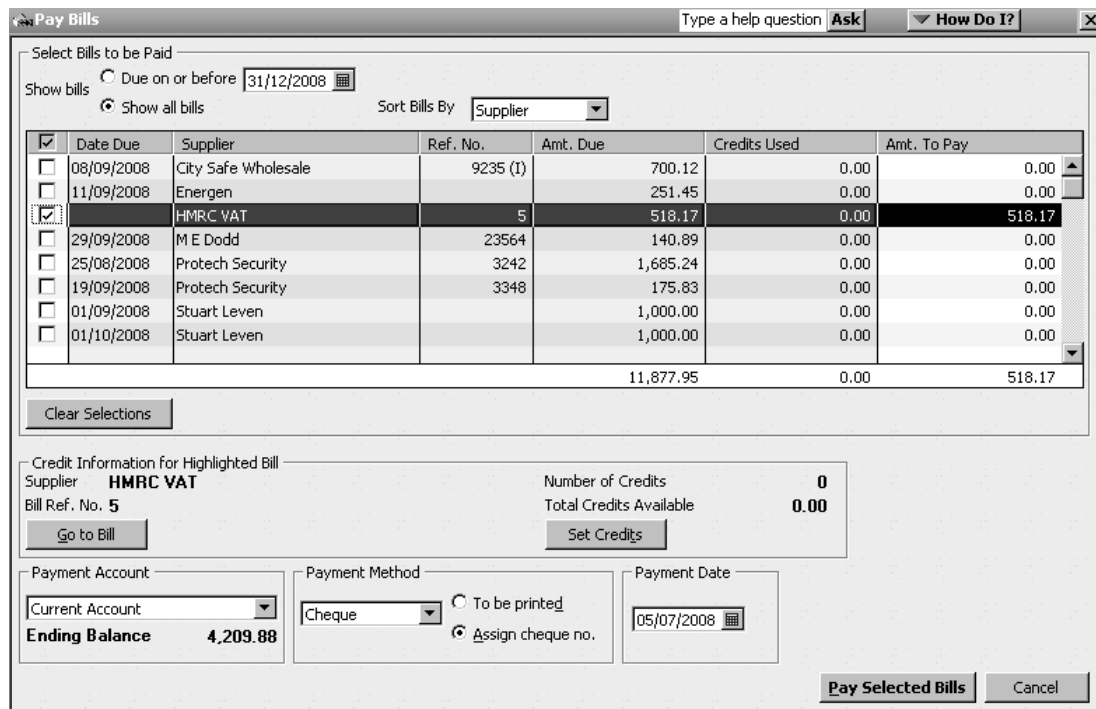 Pay Bills Type a help question Ask How Do I?
Select Bills to be Paid
Show bills
Due on or before 31/12/2008
Show all bills
Sort Bills By Supplier
Date Due Supplier Ref. No. Amt. Due Credits Used Amt. To Pay
08/09/2008 City Safe Wholesale 9235 (I) 700.12 0.00 0.00
11/09/2008 Energen 251.45 0.00 0.00
HMRC VAT 5 518.17 0.00 518.17
29/09/2008 M E Dodd 23564 140.89 0.00 0.00
25/08/2008 Protech Security 3242 1,685.24 0.00 0.00
19/09/2008 Protech Security 3348 175.83 0.00 0.00
01/09/2008 Stuart Leven 1,000.00 0.00 0.00
01/10/2008 Stuart Leven 1,000.00 0.00 0.00
11,877.95 0.00 518.17
Clear Selections
Credit Information for Highlighted Bill
Supplier HMRC VAT Number of Credits 0
Bill Ref. No. 5 Total Credits Available 0.00
Go to Bill Set Credits
Payment Account Payment Method Payment Date
Current Account Cheque To be printed 05/07/2008
Ending Balance 4,209.88 Assign cheque no.
Pay Selected Bills Cancel